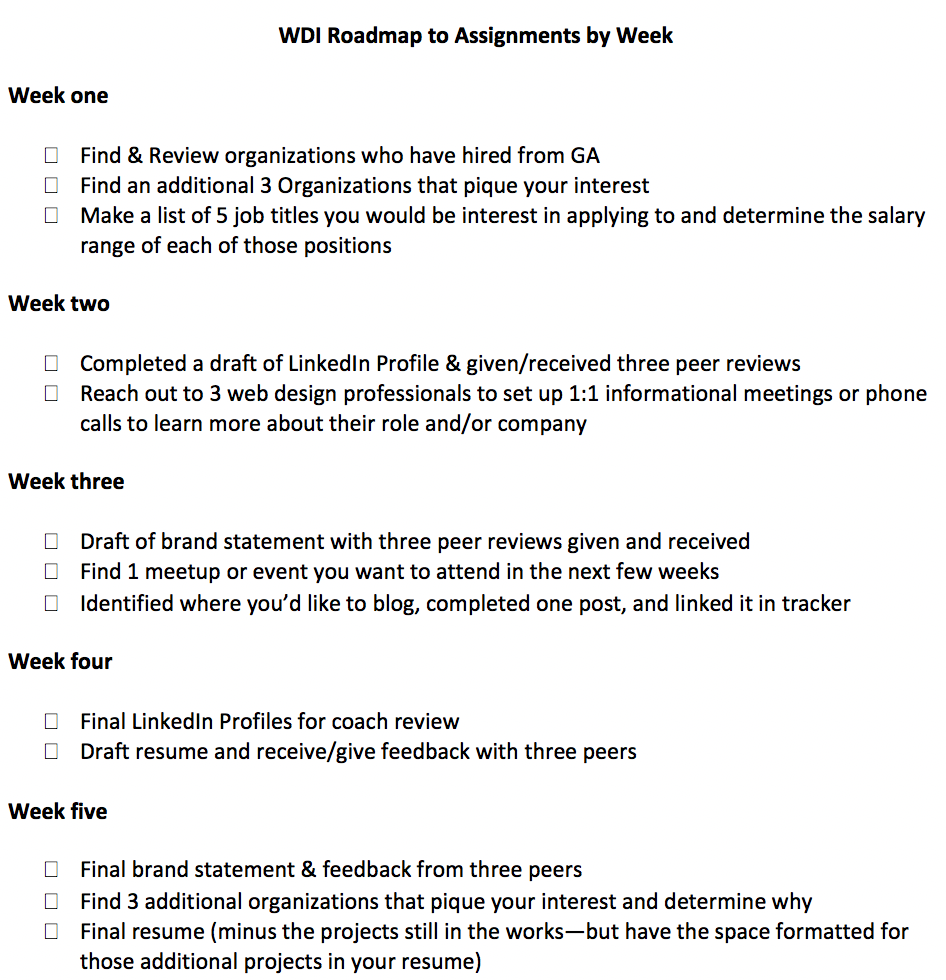 WDI Roadmap to Assignments by Week
Week one
Find & Review organizations who have hired from GA
Find an additional 3 Organizations that pique your interest
Make a list of 5 job titles you would be interest in applying to and determine the salary
range of each of those positions
Week two
Completed a draft of LinkedIn Profile & given/received three peer reviews
Reach out to 3 web design professionals to set up 1:1 informational meetings or phone
calls to learn more about their role and/or company
Week three
Draft of brand statement with three peer reviews given and received
Find 1 meetup or event you want to attend in the next few weeks
Identified where you’d like to blog, completed one post, and linked it in tracker
Week four
Final LinkedIn Profiles for coach review
Draft resume and receive/give feedback with three peers
Week five
Final brand statement & feedback from three peers
Find 3 additional organizations that pique your interest and determine why
Final resume (minus the projects still in the works—but have the space formatted for
those additional projects in your resume)